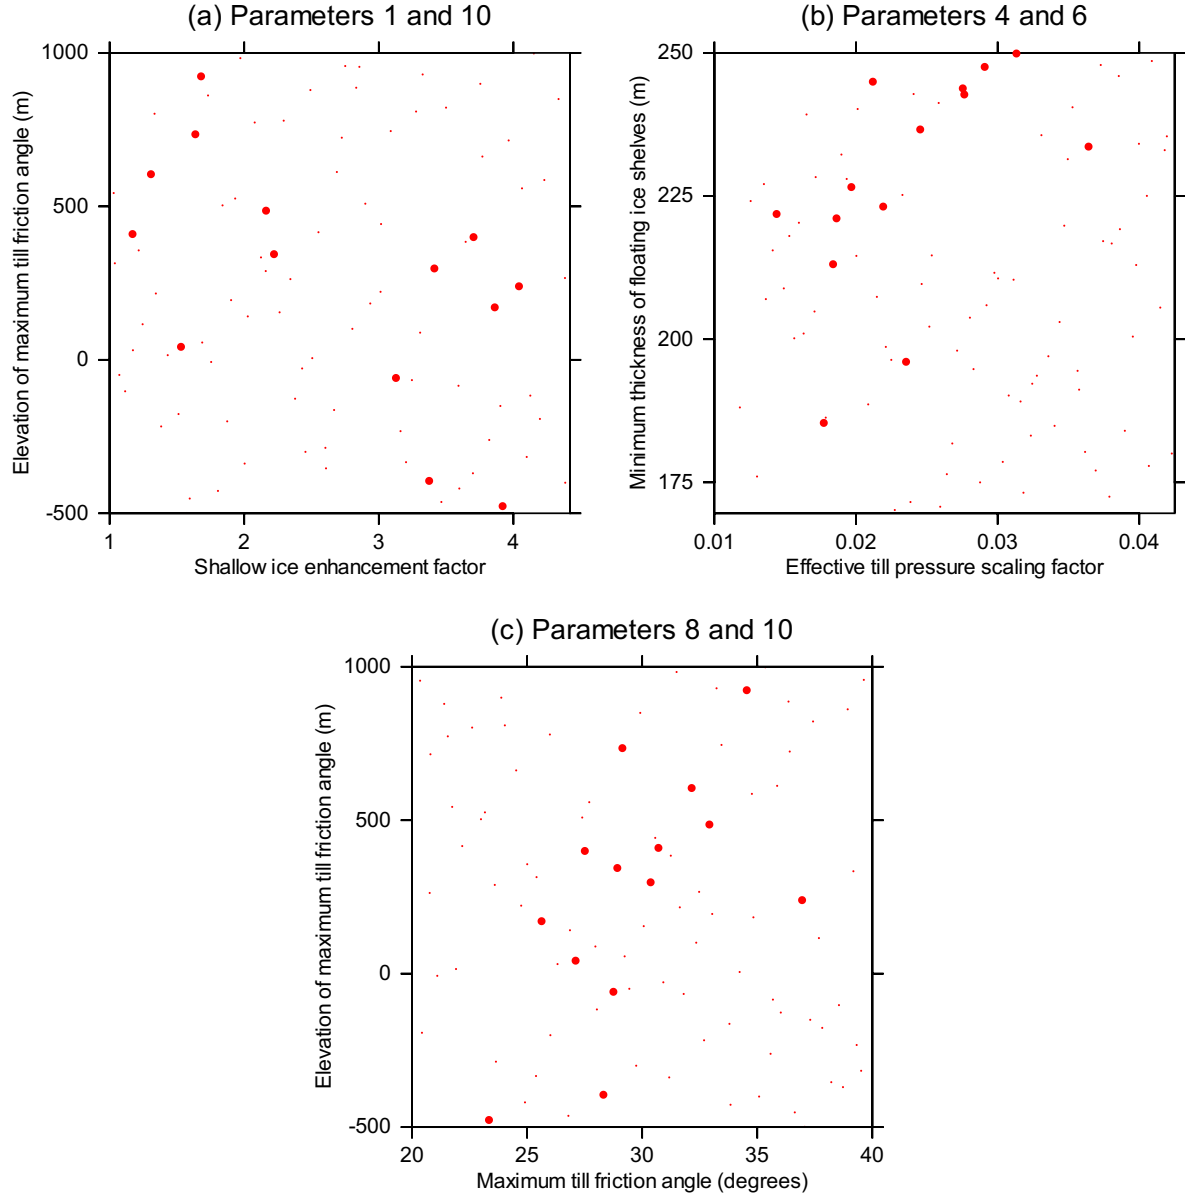 (a) Parameters 1 and 10
1000
500
0
-500
1
2
3
4
Elevation of maximum till friction angle (m)
Shallow ice enhancement factor
(b) Parameters 4 and 6
250
225
200
175
0.01
0.02
0.03
0.04
Minimum thickness of floating ice shelves (m)
Effective till pressure scaling factor
(c) Parameters 8 and 10
1000
500
0
-500
20
25
30
35
40
Elevation of maximum till friction angle (m)
Maximum till friction angle (degrees)